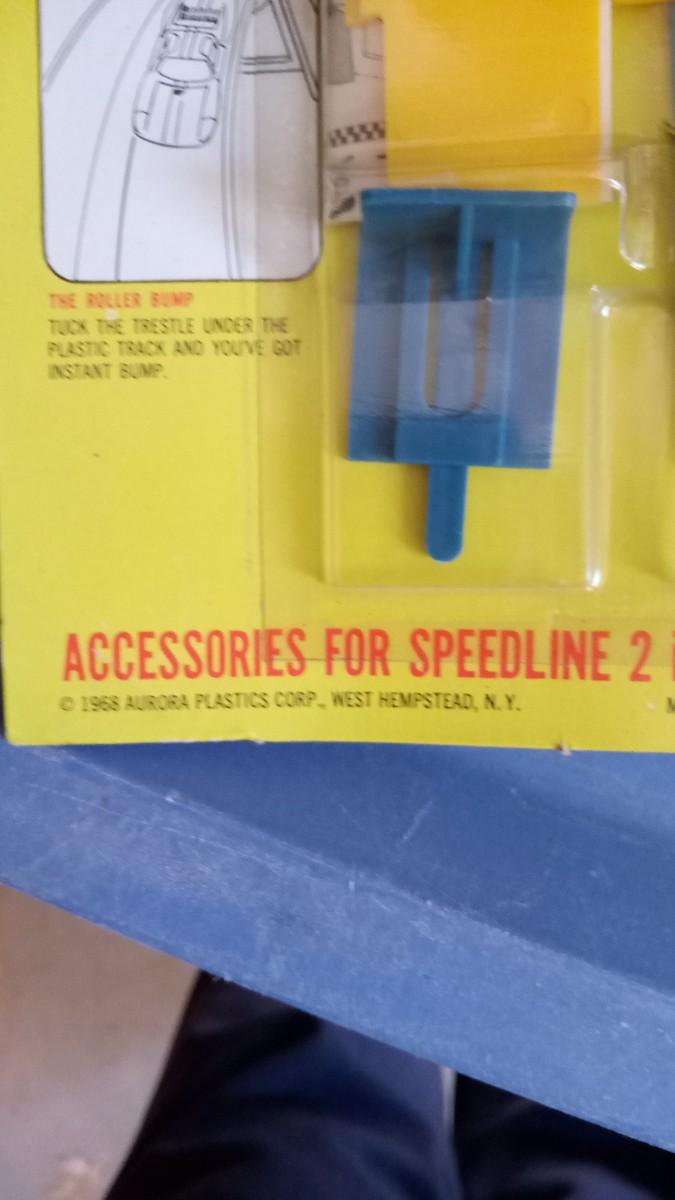 THE ROLLER BUMP
TUCK THE TRESTLE UNDER THE
PLASTIC TRACK AND YOU'VE GOT
INSTANT BUMP.
ACCESSORIES FOR SPEEDLINE 2
© 1968 AURORA PLASTICS CORP., WEST HEMPSTEAD, N.Y.